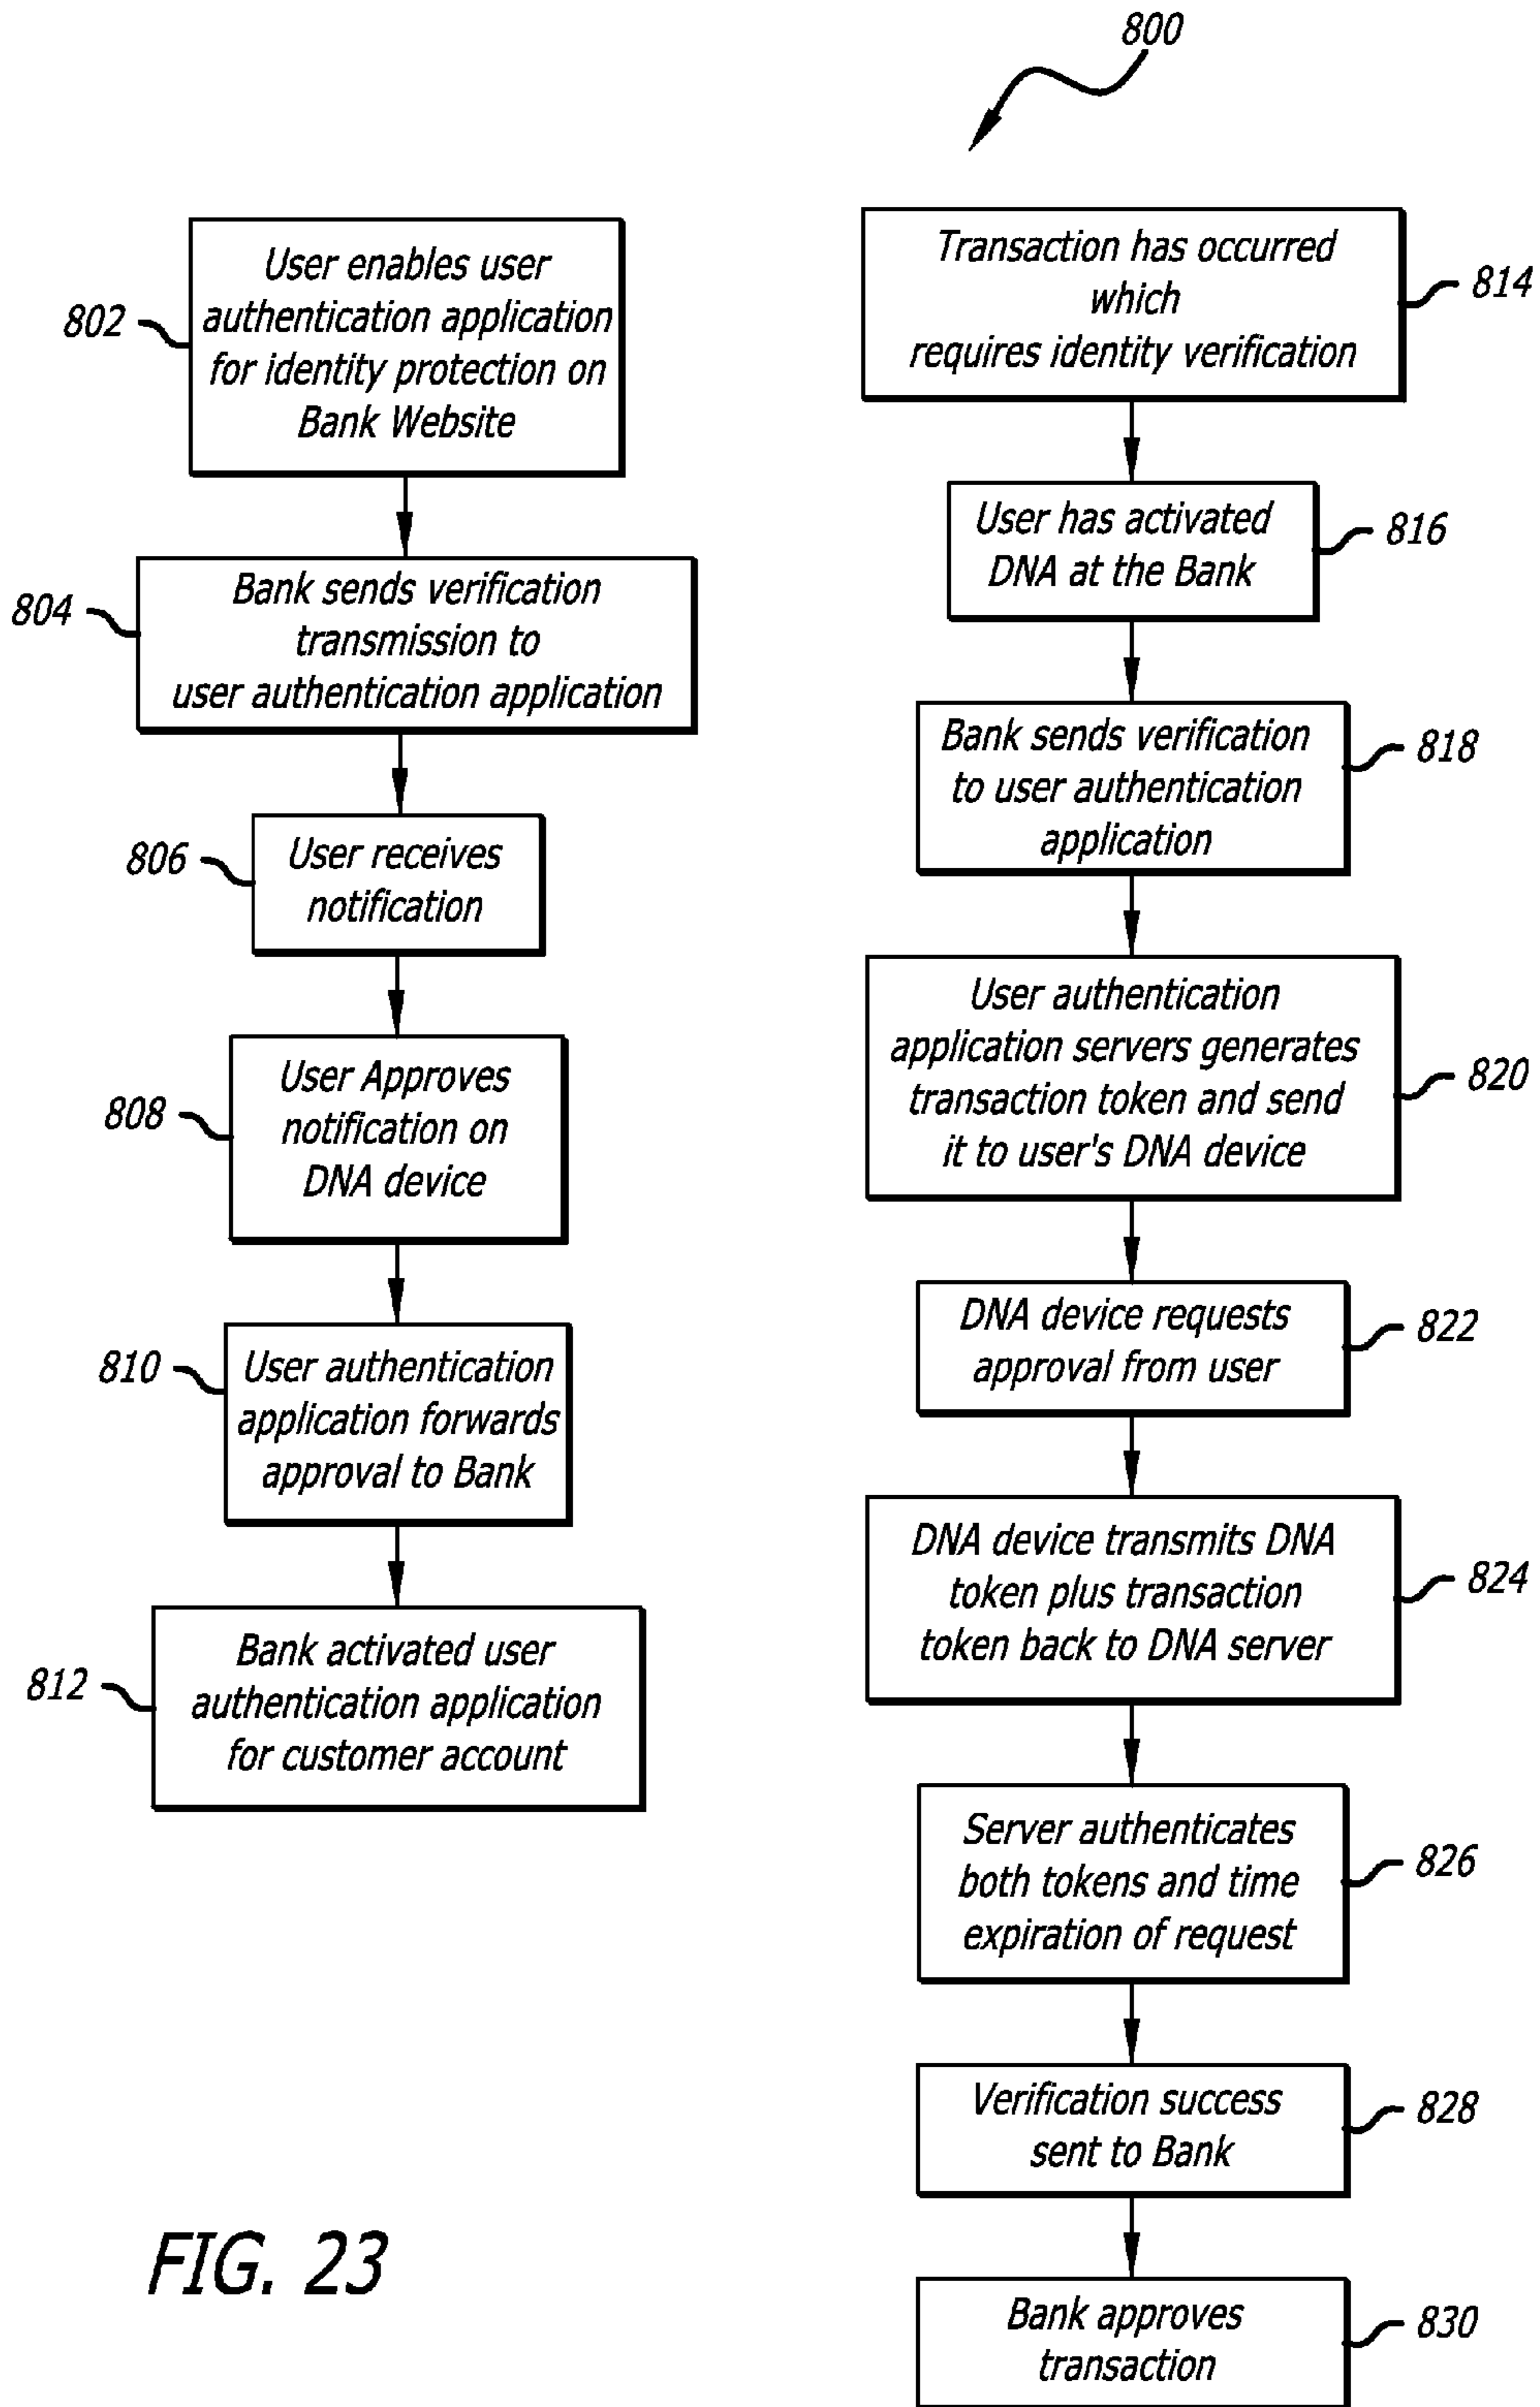 800
802
User enables user
authentication application
for identity protection on
Bank Website
804
Bank sends verification
transmission to
user authentication application
806
User receives
notification
808
User Approves
notification on
DNA device
810
User authentication
application forwards
approval to Bank
812
Bank activated user
authentication application
for customer account
Transaction has occurred
which
requires identity verification
814
User has activated
DNA at the Bank
816
Bank sends verification
to user authentication
application
818
User authentication
application servers generates
transaction token and send
it to user's DNA device
820
DNA device requests
approval from user
822
DNA device transmits DNA
token plus transaction
token back to DNA server
824
Server authenticates
both tokens and time
expiration of request
826
Verification success
sent to Bank
828
Bank approves
transaction
830
FIG. 23